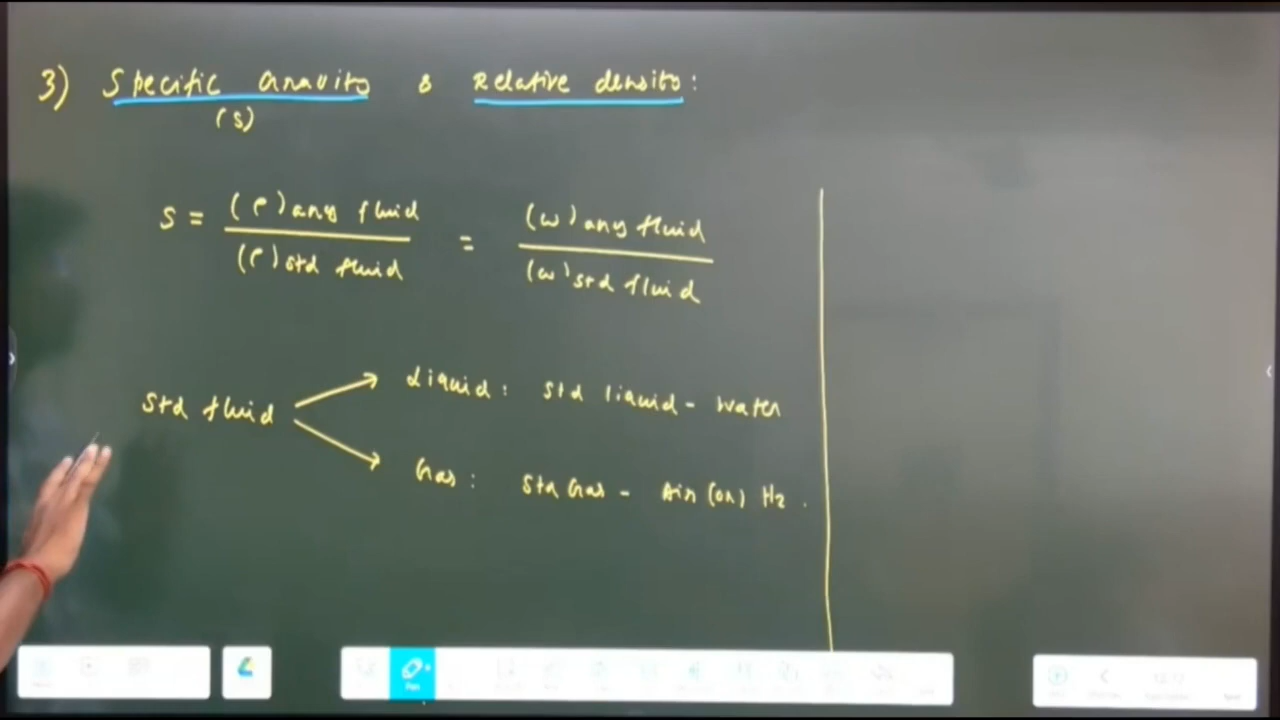 3) Specific Gravity & Relative density:
(S)
S = (ρ) any fluid / (ρ) std fluid = (w) any fluid / (w) std fluid
Std fluid
Liquid: Std liquid - Water
Gas: Std Gas - Air (or) H2.
Pen